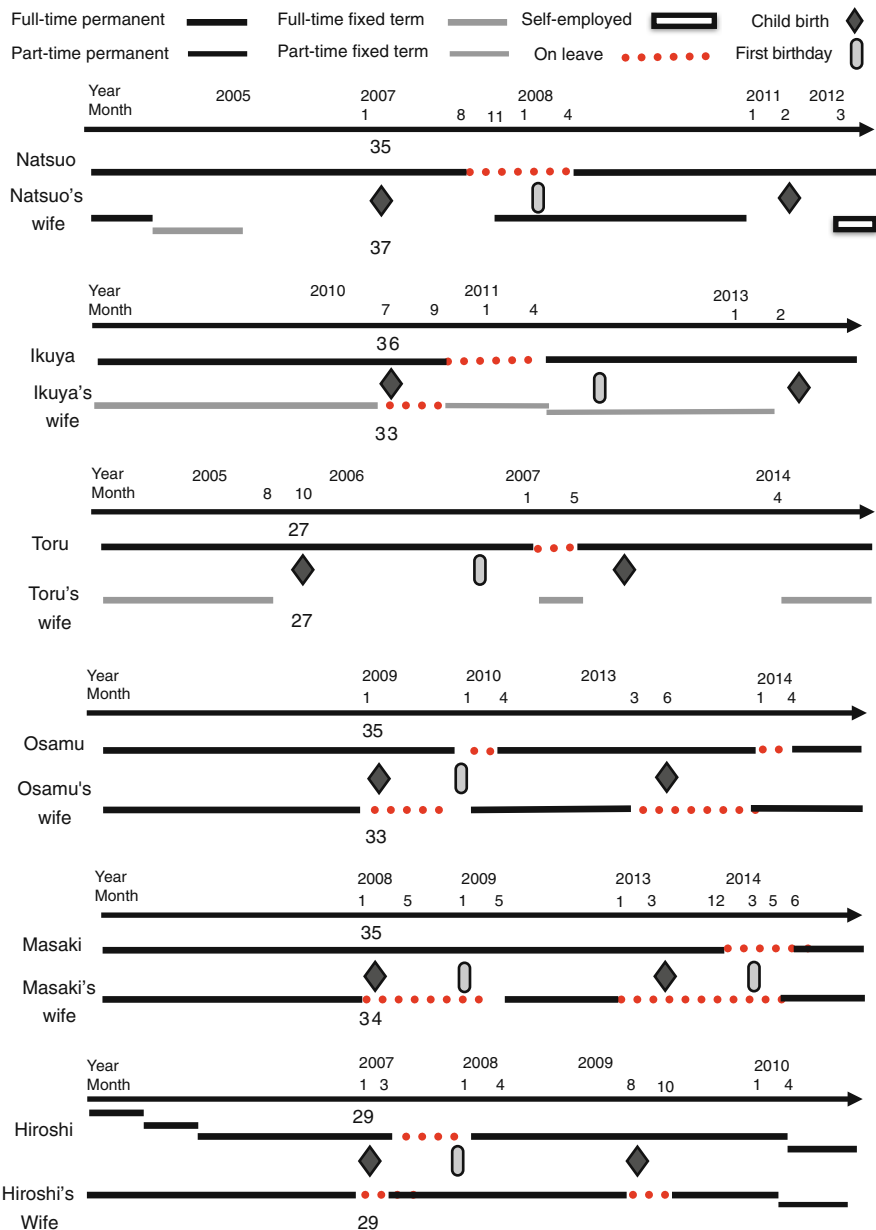 Full-time permanent Full-time fixed term Self-employed Child birth
Part-time permanent Part-time fixed term On leave First birthday
Year 2005 2007 2008 2011 2012
Month 1 8 11 1 4 1 2 3
35
Natsuo
Natsuo's
wife
37
Year 2010 2011 2013
Month 7 9 1 4 1 2
36
Ikuya
Ikuya's
wife
33
Year 2005 2006 2007 2014
Month 8 10 1 5 4
27
Toru
Toru's
wife
27
Year 2009 2010 2013 2014
Month 1 1 4 3 6 1 4
35
Osamu
Osamu's
wife
33
Year 2008 2009 2013 2014
Month 1 5 1 5 1 3 12 3 5 6
35
Masaki
Masaki's
wife
34
Year 2007 2008 2009 2010
Month 1 3 1 4 8 10 1 4
29
Hiroshi
Hiroshi's
Wife
29